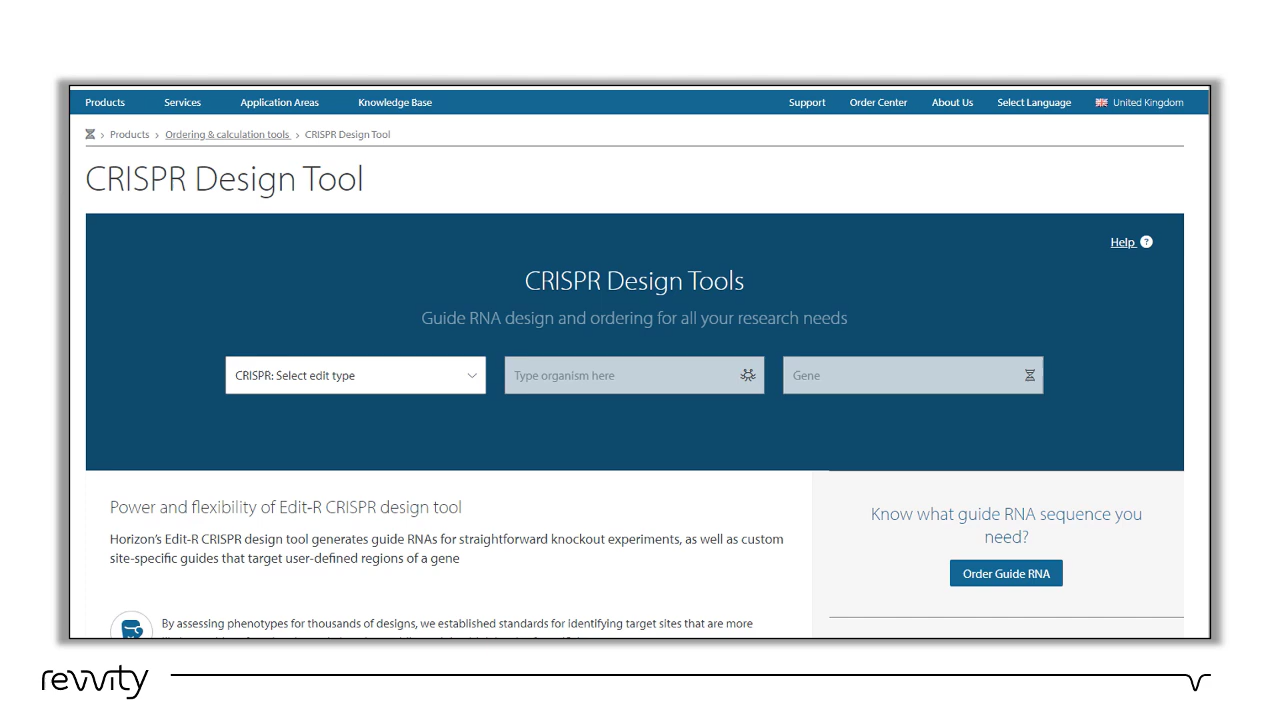 Products Services Application Areas Knowledge Base Support Order Center About Us Select Language United Kingdom
> Products > Ordering & calculation tools > CRISPR Design Tool
CRISPR Design Tool
Help ?
CRISPR Design Tools
Guide RNA design and ordering for all your research needs
CRISPR: Select edit type Type organism here Gene
Power and flexibility of Edit-R CRISPR design tool
Horizon's Edit-R CRISPR design tool generates guide RNAs for straightforward knockout experiments, as well as custom
site-specific guides that target user-defined regions of a gene
Know what guide RNA sequence you
need?
Order Guide RNA
By assessing phenotypes for thousands of designs, we established standards for identifying target sites that are more
revvity